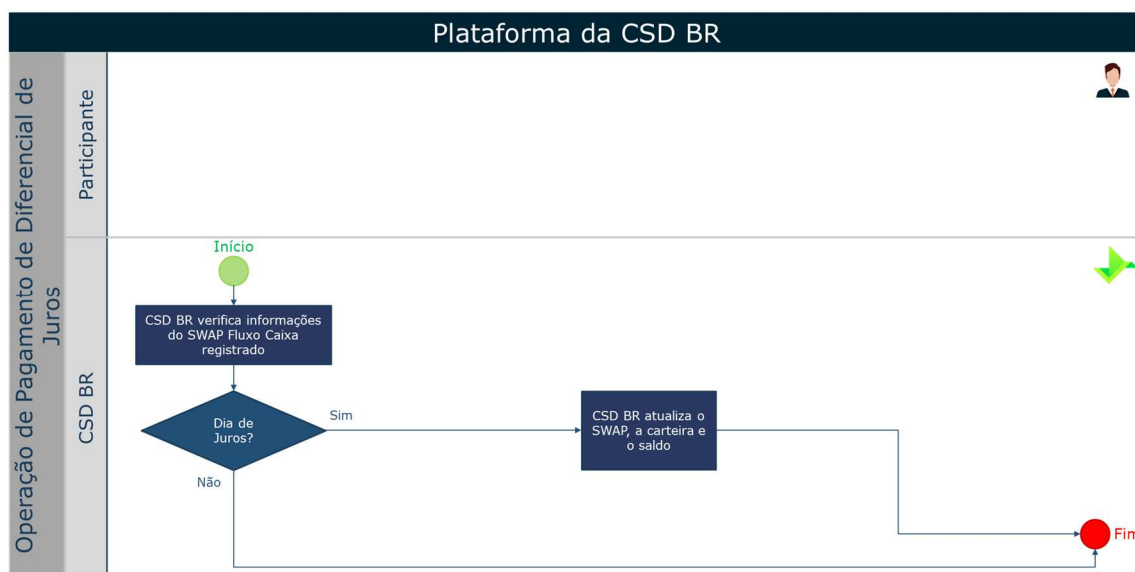 Plataforma da CSD BR
Operação de Pagamento de Diferencial de
Juros
Participante
CSD BR
Início
CSD BR verifica informações
do SWAP Fluxo Caixa
registrado
Dia de
Juros?
Sim
Não
CSD BR atualiza o
SWAP, a carteira e
o saldo
Fim